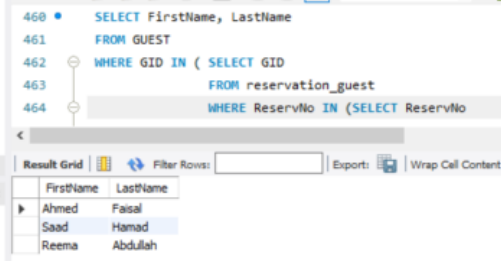 460 SELECT FirstName, LastName
461 FROM GUEST
462 WHERE GID IN ( SELECT GID
463 FROM reservation_guest
464 WHERE ReservNo IN (SELECT ReservNo
Result Grid Filter Rows: Export: Wrap Cell Content
FirstName LastName
Ahmed Faisal
Saad Hamad
Reema Abdullah